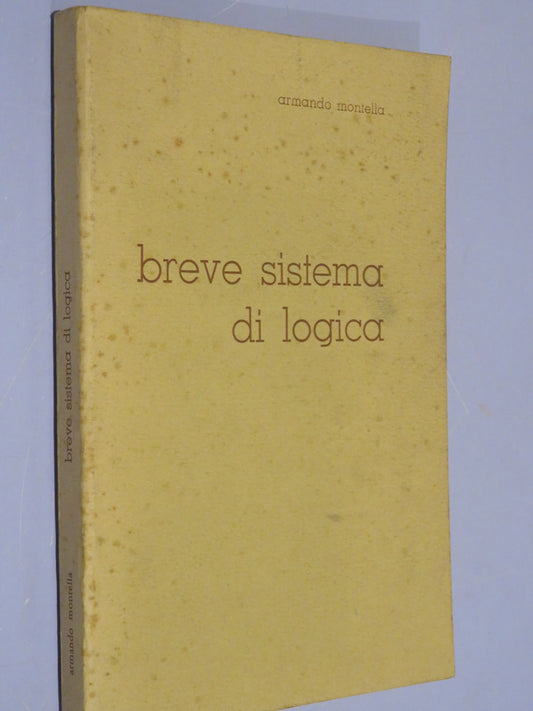 armando montella
breve sistema
di logica
breve sistema di logica
armando montella